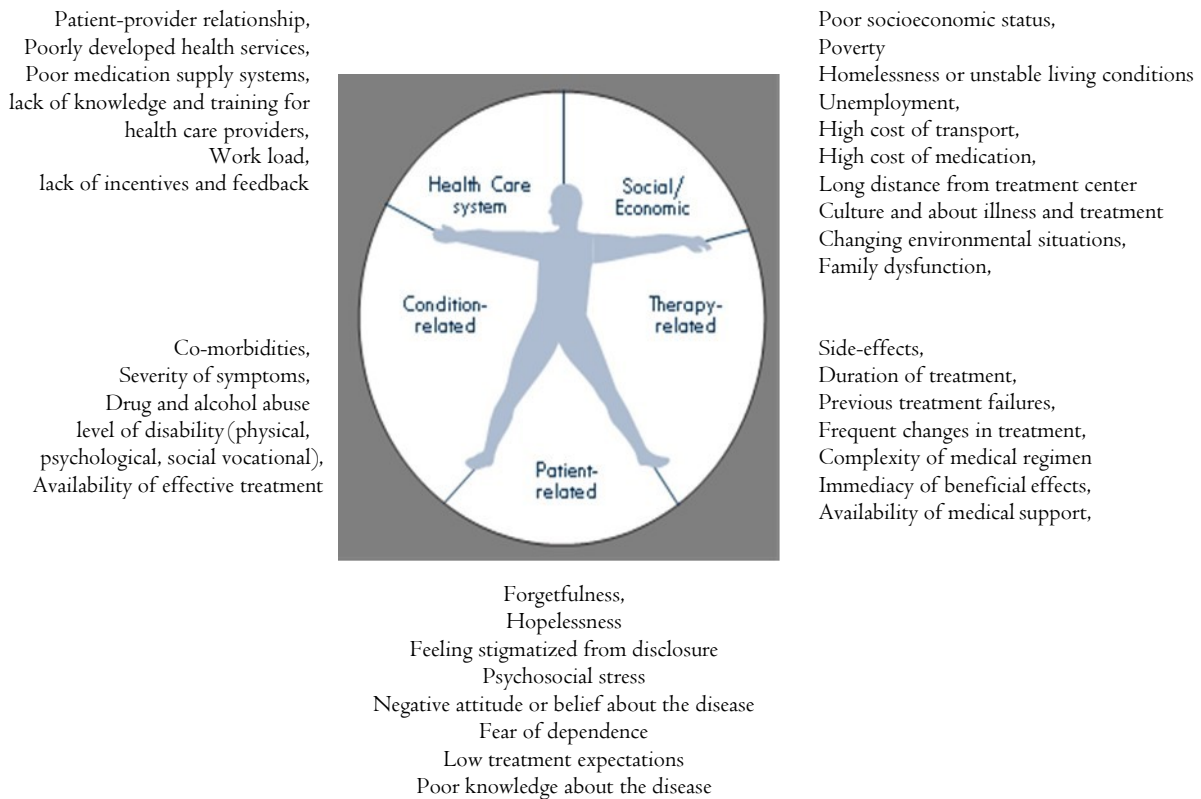 Patient-provider relationship,
Poorly developed health services,
Poor medication supply systems,
lack of knowledge and training for
health care providers,
Work load,
lack of incentives and feedback
Poor socioeconomic status,
Poverty
Homelessness or unstable living conditions
Unemployment,
High cost of transport,
High cost of medication,
Long distance from treatment center
Culture and about illness and treatment
Changing environmental situations,
Family dysfunction,
Health Care
system
Social/
Economic
Condition-
related
Therapy-
related
Patient-
related
Co-morbidities,
Severity of symptoms,
Drug and alcohol abuse
level of disability (physical,
psychological, social vocational),
Availability of effective treatment
Side-effects,
Duration of treatment,
Previous treatment failures,
Frequent changes in treatment,
Complexity of medical regimen
Immediacy of beneficial effects,
Availability of medical support,
Forgetfulness,
Hopelessness
Feeling stigmatized from disclosure
Psychosocial stress
Negative attitude or belief about the disease
Fear of dependence
Low treatment expectations
Poor knowledge about the disease